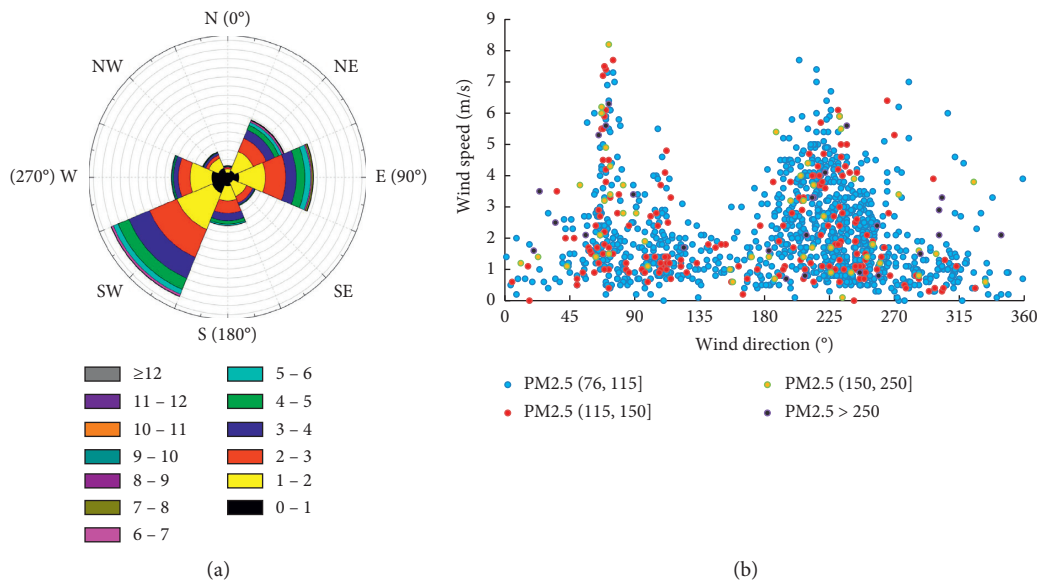 N (0°)
NW
NE
(270°) W
E (90°)
SW
SE
S (180°)
≥12
5 – 6
11 – 12
4 – 5
10 – 11
3 – 4
9 – 10
2 – 3
8 – 9
1 – 2
7 – 8
0 – 1
6 – 7
(a)
Wind speed (m/s)
9
8
7
6
5
4
3
2
1
0
0 45 90 135 180 225 270 315 360
Wind direction (°)
PM2.5 (76, 115]
PM2.5 (150, 250]
PM2.5 (115, 150]
PM2.5 > 250
(b)